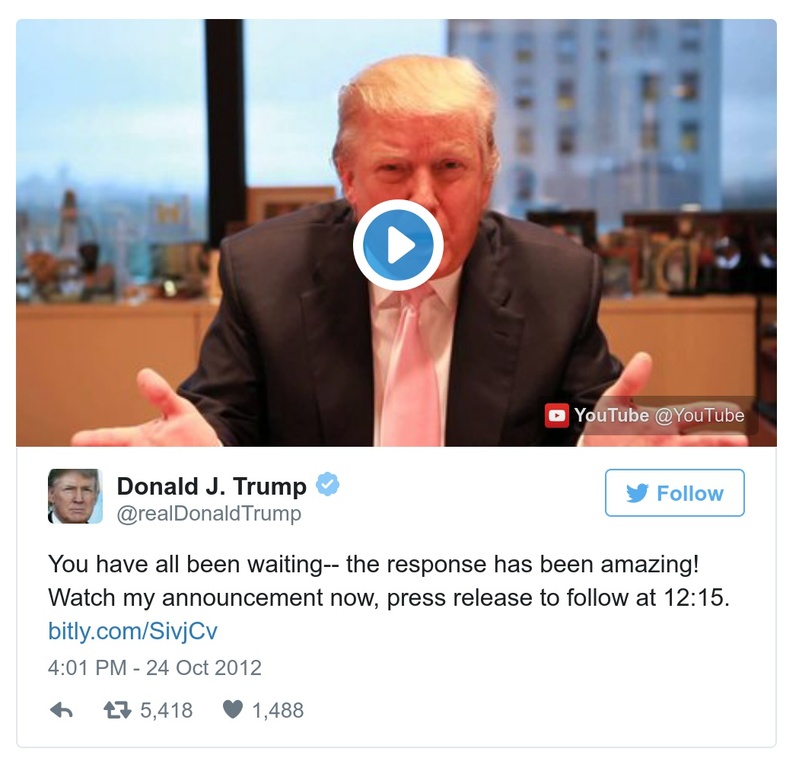 YouTube @YouTube
Donald J. Trump
@realDonaldTrump
Follow
You have all been waiting-- the response has been amazing!
Watch my announcement now, press release to follow at 12:15.
bitly.com/SivjCv
4:01 PM - 24 Oct 2012
5,418 1,488